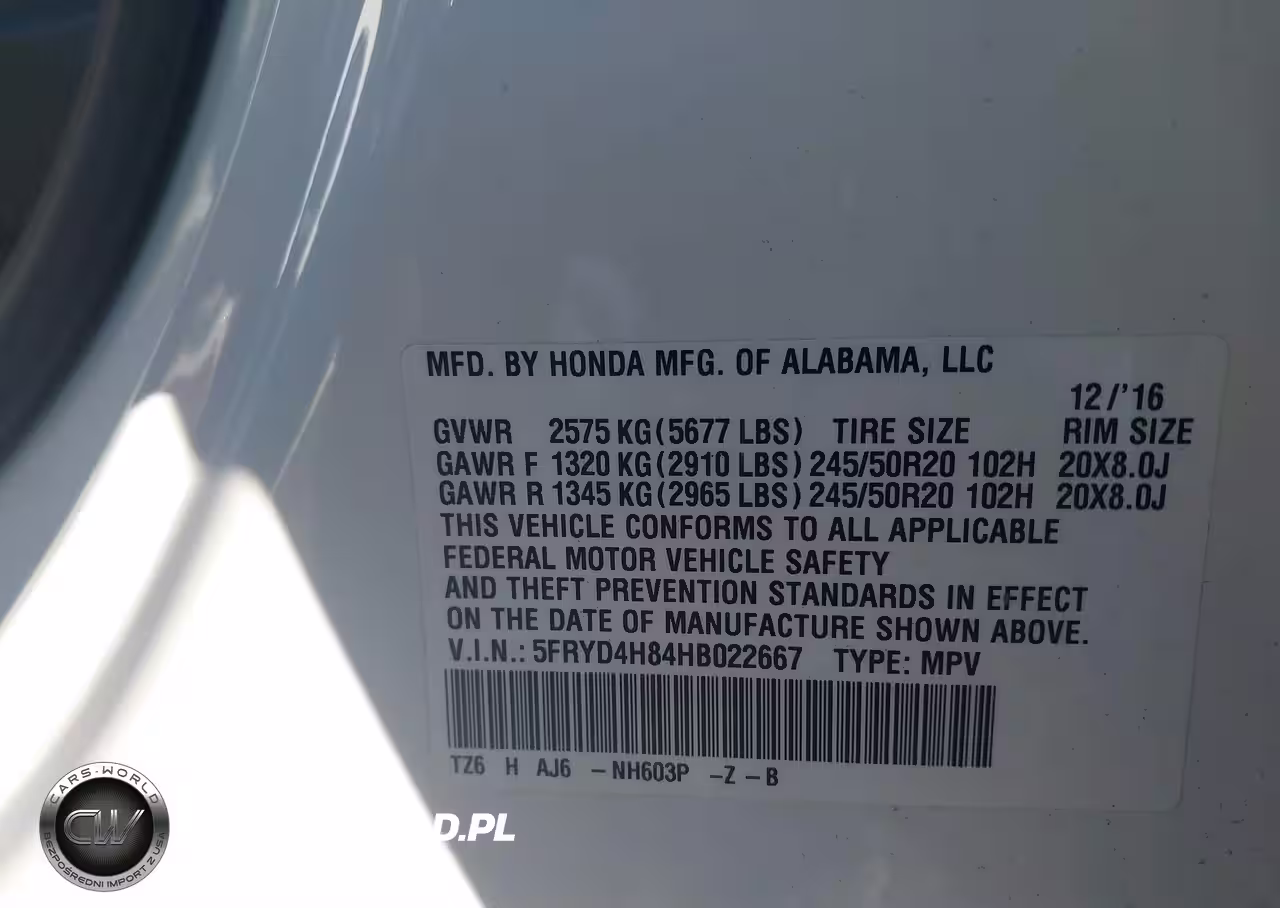 MFD. BY HONDA MFG. OF ALABAMA, LLC
12/'16
GVWR 2575 KG (5677 LBS) TIRE SIZE RIM SIZE
GAWR F 1320 KG (2910 LBS) 245/50R20 102H 20X8.0J
GAWR R 1345 KG (2965 LBS) 245/50R20 102H 20X8.0J
THIS VEHICLE CONFORMS TO ALL APPLICABLE
FEDERAL MOTOR VEHICLE SAFETY
AND THEFT PREVENTION STANDARDS IN EFFECT
ON THE DATE OF MANUFACTURE SHOWN ABOVE.
V.I.N.: 5FRYD4H84HB022667 TYPE: MPV
TZ6 H AJ6 - NH603P - Z - B
CARS-WORLD
CW
BEZPOŚREDNI IMPORT Z USA
D.PL